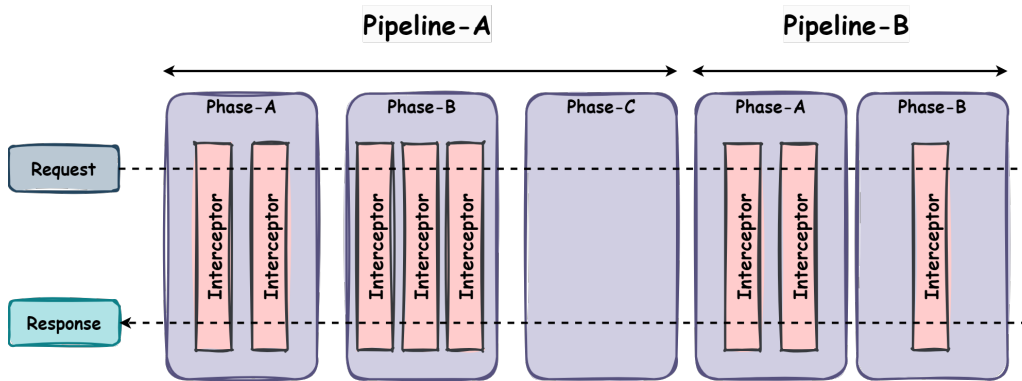 Pipeline-A
Pipeline-B
Phase-A
Phase-B
Phase-C
Phase-A
Phase-B
Request
Interceptor
Interceptor
Interceptor
Interceptor
Interceptor
Interceptor
Interceptor
Interceptor
Response